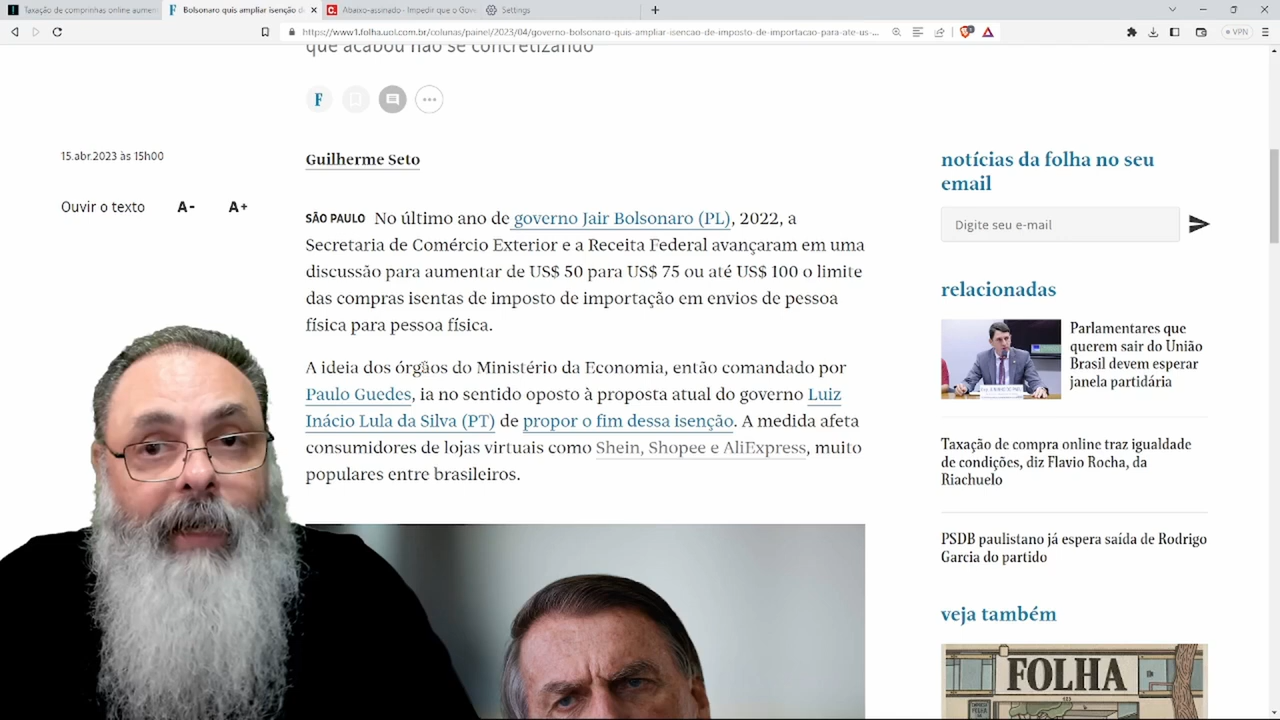 Taxação de comprinhas online aumen
Bolsonaro quis ampliar isenção d
Abaixo-assinado - Impedir que o Gov
Settings
https://www1.folha.uol.com.br/colunas/painel/2023/04/governo-bolsonaro-quis-ampliar-isencao-de-imposto-de-importacao-para-ate-us-...
VPN
que acabou não se concretizando
F
15.abr.2023 às 15h00
Ouvir o texto A- A+
Guilherme Seto
SÃO PAULO No último ano de governo Jair Bolsonaro (PL), 2022, a
Secretaria de Comércio Exterior e a Receita Federal avançaram em uma
discussão para aumentar de US$ 50 para US$ 75 ou até US$ 100 o limite
das compras isentas de imposto de importação em envios de pessoa
física para pessoa física.
A ideia dos órgãos do Ministério da Economia, então comandado por
Paulo Guedes, ia no sentido oposto à proposta atual do governo Luiz
Inácio Lula da Silva (PT) de propor o fim dessa isenção. A medida afeta
consumidores de lojas virtuais como Shein, Shopee e AliExpress, muito
populares entre brasileiros.
notícias da folha no seu
email
Digite seu e-mail
relacionadas
Parlamentares que
querem sair do União
Brasil devem esperar
janela partidária
Taxação de compra online traz igualdade
de condições, diz Flavio Rocha, da
Riachuelo
PSDB paulistano já espera saída de Rodrigo
Garcia do partido
veja também
FOLHA